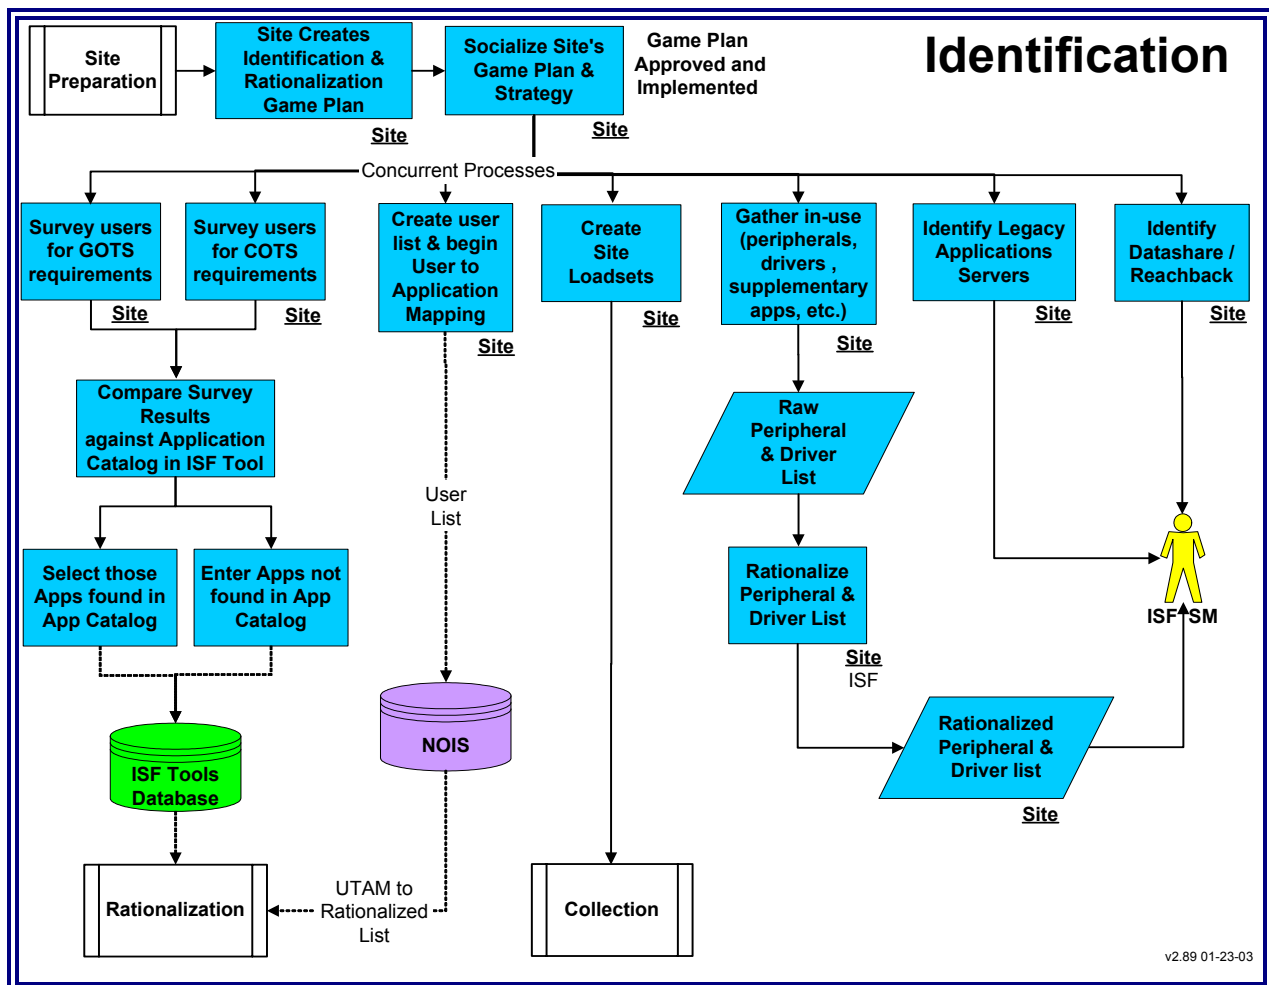 Identification
Site
Preparation
Site Creates
Identification &
Rationalization
Game Plan
Site
Socialize Site's
Game Plan &
Strategy
Site
Game Plan
Approved and
Implemented
Concurrent Processes
Survey users
for GOTS
requirements
Site
Survey users
for COTS
requirements
Site
Create user
list & begin
User to
Application
Mapping
Site
Create
Site
Loadsets
Site
Gather in-use
(peripherals,
drivers ,
supplementary
apps, etc.)
Site
Identify Legacy
Applications
Servers
Site
Identify
Datashare /
Reachback
Site
Compare Survey
Results
against Application
Catalog in ISF Tool
Raw
Peripheral
& Driver
List
User
List
Select those
Apps found in
App Catalog
Enter Apps not
found in App
Catalog
Rationalize
Peripheral &
Driver List
Site
ISF
ISF SM
NOIS
ISF Tools
Database
Rationalized
Peripheral &
Driver list
Site
Rationalization
UTAM to
Rationalized
List
Collection
v2.89 01-23-03